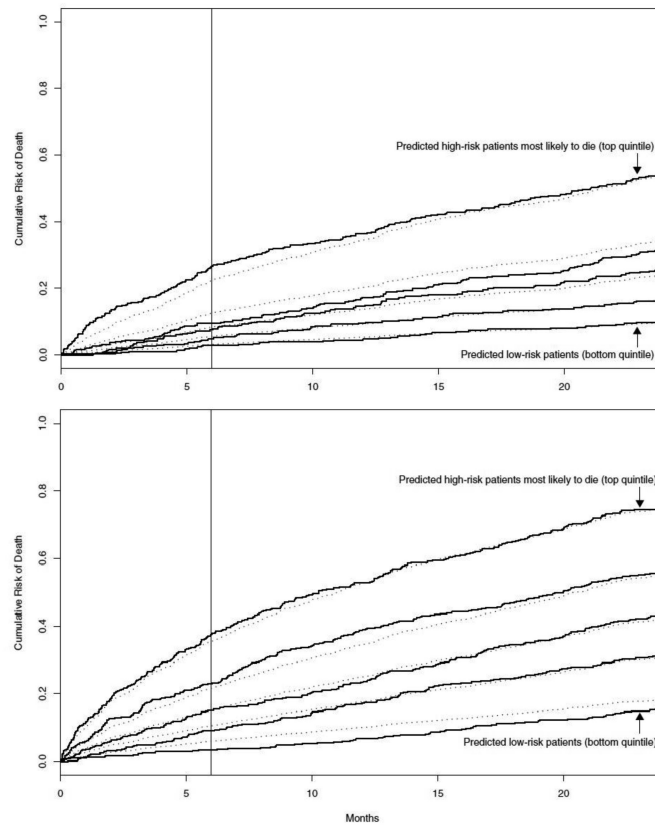 1.0
0.8
0.6
0.4
0.2
0.0
Cumulative Risk of Death
Predicted high-risk patients most likely to die (top quintile)
Predicted low-risk patients (bottom quintile)
0 5 10 15 20
1.0
0.8
0.6
0.4
0.2
0.0
Cumulative Risk of Death
Predicted high-risk patients most likely to die (top quintile)
Predicted low-risk patients (bottom quintile)
0 5 10 15 20
Months